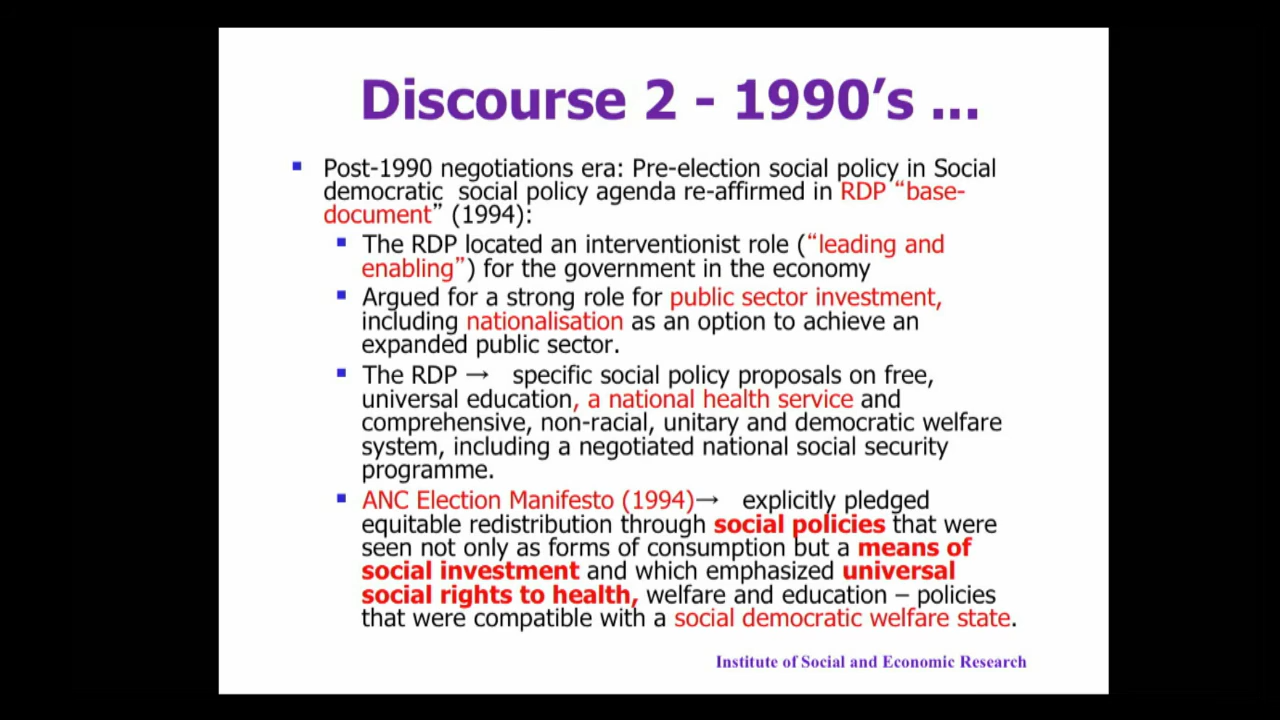 Discourse 2 - 1990’s ...
Post-1990 negotiations era: Pre-election social policy in Social
democratic social policy agenda re-affirmed in RDP “base-
document” (1994):
The RDP located an interventionist role (“leading and
enabling”) for the government in the economy
Argued for a strong role for public sector investment,
including nationalisation as an option to achieve an
expanded public sector.
The RDP → specific social policy proposals on free,
universal education, a national health service and
comprehensive, non-racial, unitary and democratic welfare
system, including a negotiated national social security
programme.
ANC Election Manifesto (1994)→ explicitly pledged
equitable redistribution through social policies that were
seen not only as forms of consumption but a means of
social investment and which emphasized universal
social rights to health, welfare and education – policies
that were compatible with a social democratic welfare state.
Institute of Social and Economic Research